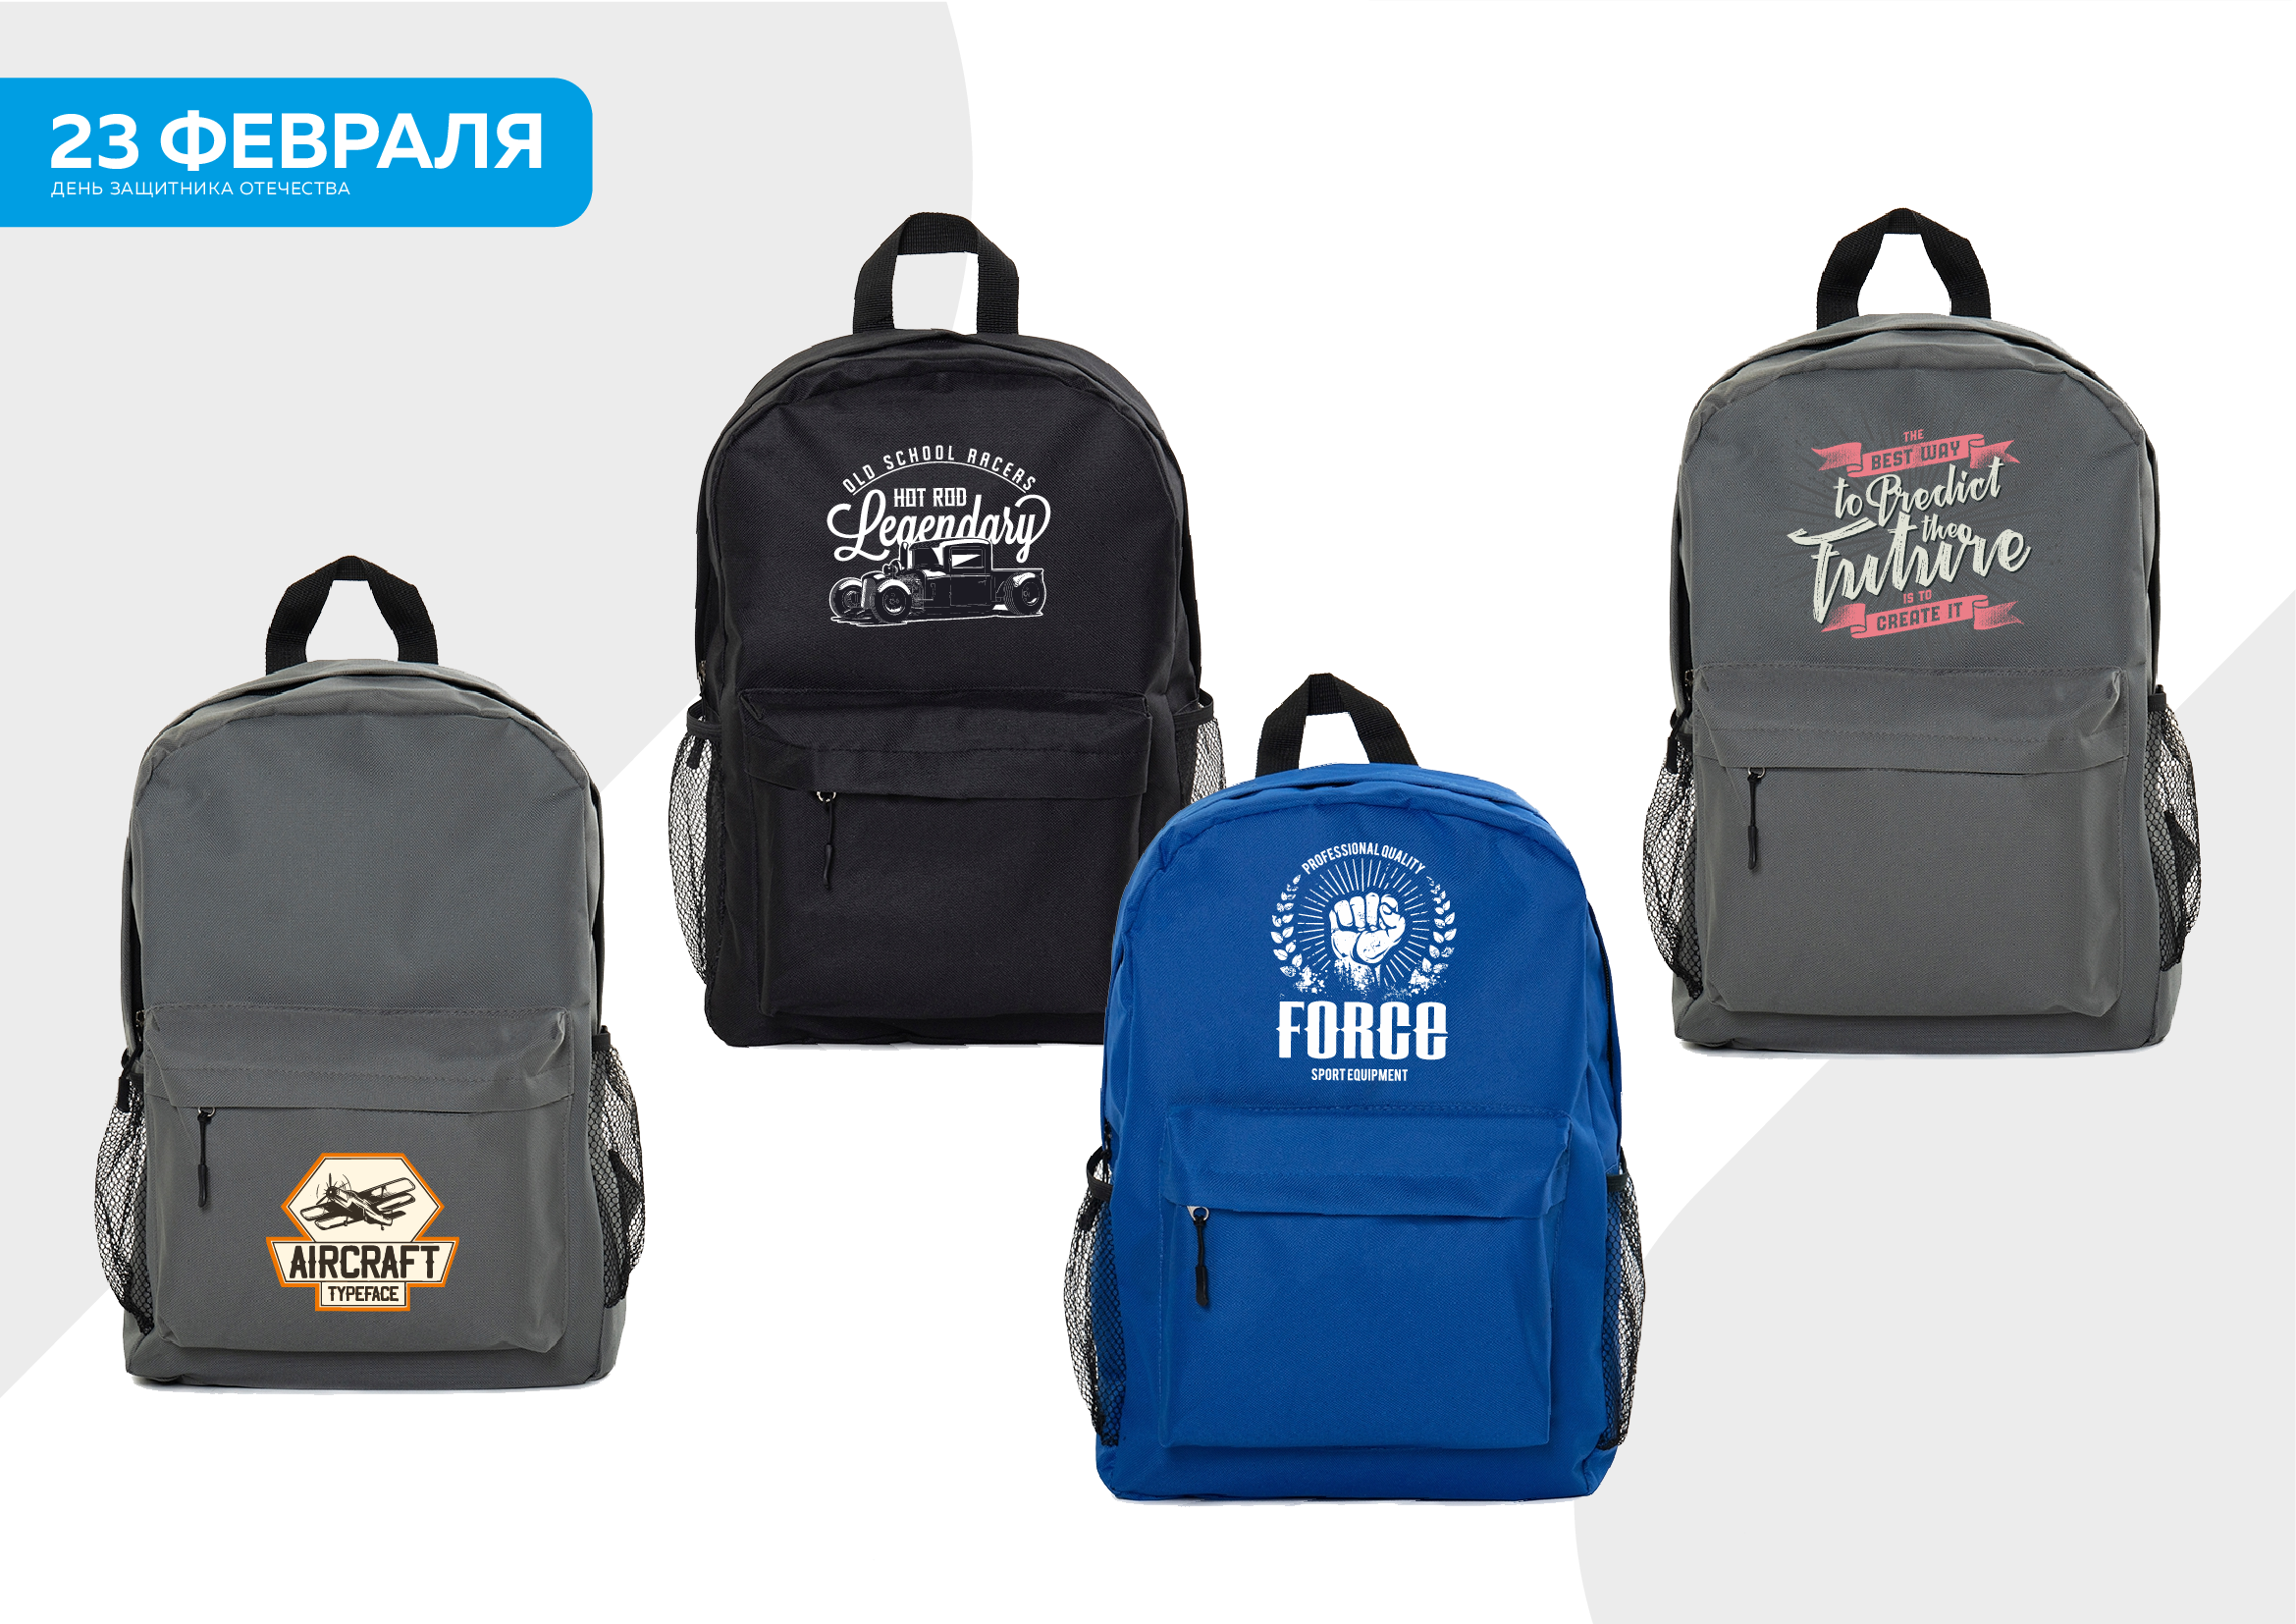 23 ФЕВРАЛЯ
ДЕНЬ ЗАЩИТНИКА ОТЕЧЕСТВА
OLD SCHOOL RACERS
HOT ROD
Legendary
THE
BEST WAY
to Predict
the
Future
IS TO
CREATE IT
PROFESSIONAL QUALITY
FORCE
SPORT EQUIPMENT
AIRCRAFT
TYPEFACE